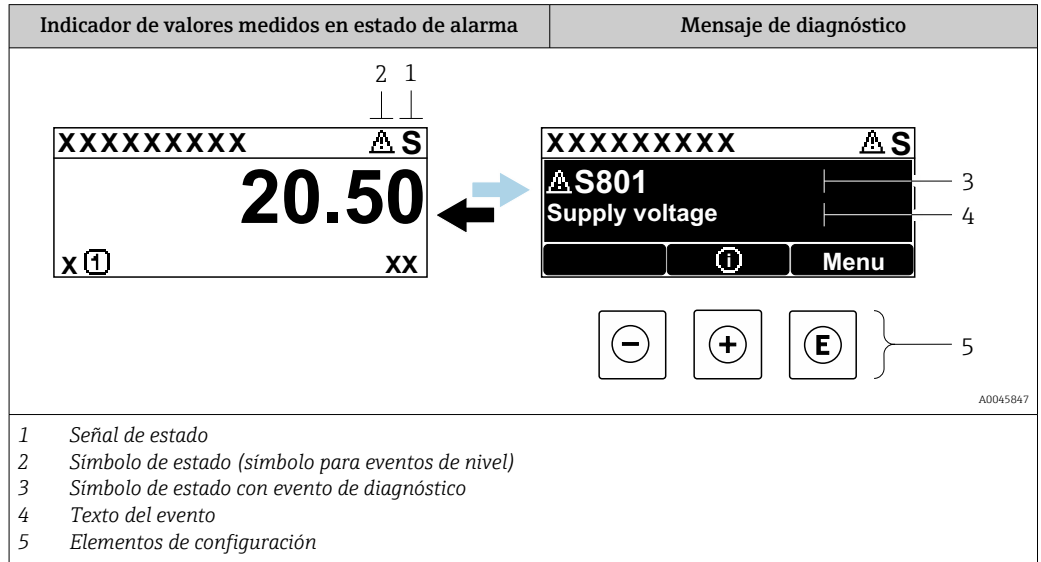 Indicador de valores medidos en estado de alarma
Mensaje de diagnóstico
2 1
XXXXXXXXX S
20.50
X 1 XX
XXXXXXXXX S
S801 3
Supply voltage 4
i Menu
- + E 5
A0045847
1 Señal de estado
2 Símbolo de estado (símbolo para eventos de nivel)
3 Símbolo de estado con evento de diagnóstico
4 Texto del evento
5 Elementos de configuración